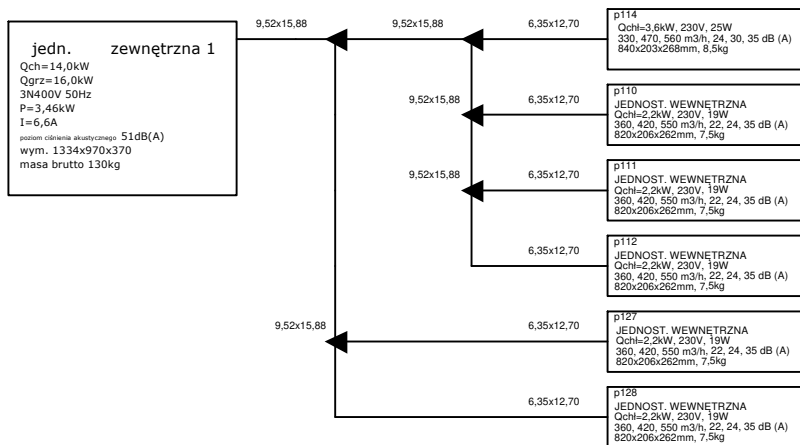 9,52x15,88
9,52x15,88
6,35x12,70
jedn. zewnętrzna 1
Qch=14,0kW
Qgrz=16,0kW
3N400V 50Hz
P=3,46kW
I=6,6A
poziom ciśnienia akustycznego 51dB(A)
wym. 1334x970x370
masa brutto 130kg
p114
Qchł=3,6kW, 230V, 25W
330, 470, 560 m3/h, 24, 30, 35 dB (A)
840x203x268mm, 8,5kg
9,52x15,88
6,35x12,70
p110
JEDNOST. WEWNĘTRZNA
Qchł=2,2kW, 230V, 19W
360, 420, 550 m3/h, 22, 24, 35 dB (A)
820x206x262mm, 7,5kg
9,52x15,88
6,35x12,70
p111
JEDNOST. WEWNĘTRZNA
Qchł=2,2kW, 230V, 19W
360, 420, 550 m3/h, 22, 24, 35 dB (A)
820x206x262mm, 7,5kg
6,35x12,70
p112
JEDNOST. WEWNĘTRZNA
Qchł=2,2kW, 230V, 19W
360, 420, 550 m3/h, 22, 24, 35 dB (A)
820x206x262mm, 7,5kg
9,52x15,88
6,35x12,70
p127
JEDNOST. WEWNĘTRZNA
Qchł=2,2kW, 230V, 19W
360, 420, 550 m3/h, 22, 24, 35 dB (A)
820x206x262mm, 7,5kg
6,35x12,70
p128
JEDNOST. WEWNĘTRZNA
Qchł=2,2kW, 230V, 19W
360, 420, 550 m3/h, 22, 24, 35 dB (A)
820x206x262mm, 7,5kg